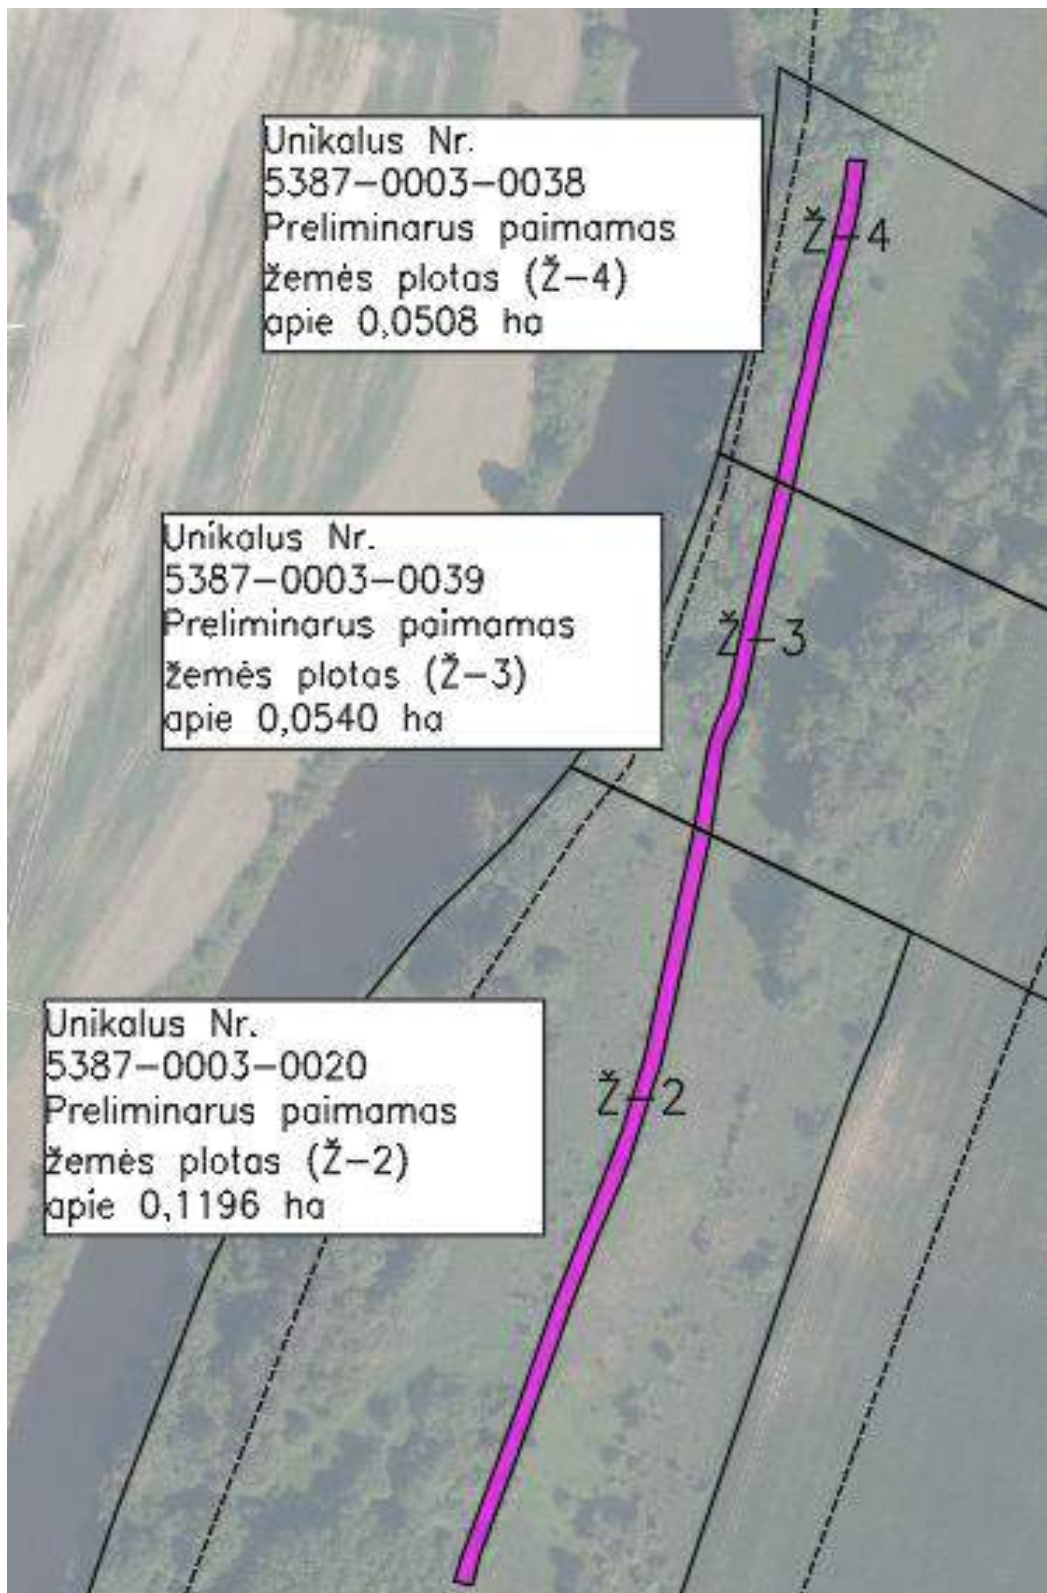 Unikalus Nr.
5387-0003-0038
Preliminarus paimamas
žemės plotas (Ž-4)
apie 0,0508 ha
Ž-4
Unikalus Nr.
5387-0003-0039
Preliminarus paimamas
žemės plotas (Ž-3)
apie 0,0540 ha
Ž-3
Unikalus Nr.
5387-0003-0020
Preliminarus paimamas
žemės plotas (Ž-2)
apie 0,1196 ha
Ž-2